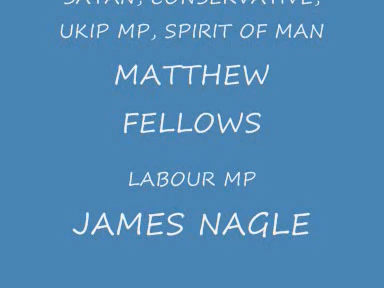 SATAN, CONSERVATIVE,
UKIP MP, SPIRIT OF MAN
MATTHEW
FELLOWS
LABOUR MP
JAMES NAGLE